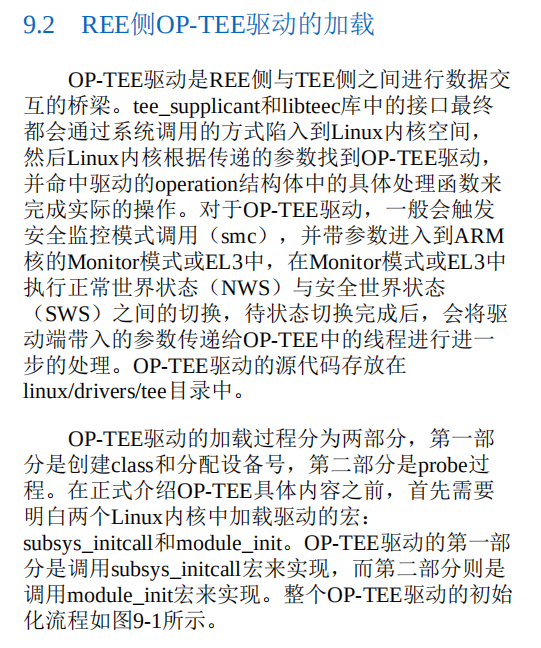 9.2 REE侧OP-TEE驱动的加载
OP-TEE驱动是REE侧与TEE侧之间进行数据交
互的桥梁。tee_supplicant和libteec库中的接口最终
都会通过系统调用的方式陷入到Linux内核空间，
然后Linux内核根据传递的参数找到OP-TEE驱动，
并命中驱动的operation结构体中的具体处理函数来
完成实际的操作。对于OP-TEE驱动，一般会触发
安全监控模式调用（smc），并带参数进入到ARM
核的Monitor模式或EL3中，在Monitor模式或EL3中
执行正常世界状态（NWS）与安全世界状态
（SWS）之间的切换，待状态切换完成后，会将驱
动端带入的参数传递给OP-TEE中的线程进行进一
步的处理。OP-TEE驱动的源代码存放在
linux/drivers/tee目录中。
OP-TEE驱动的加载过程分为两部分，第一部
分是创建class和分配设备号，第二部分是probe过
程。在正式介绍OP-TEE具体内容之前，首先需要
明白两个Linux内核中加载驱动的宏：
subsys_initcall和module_init。OP-TEE驱动的第一部
分是调用subsys_initcall宏来实现，而第二部分则是
调用module_init宏来实现。整个OP-TEE驱动的初始
化流程如图9-1所示。